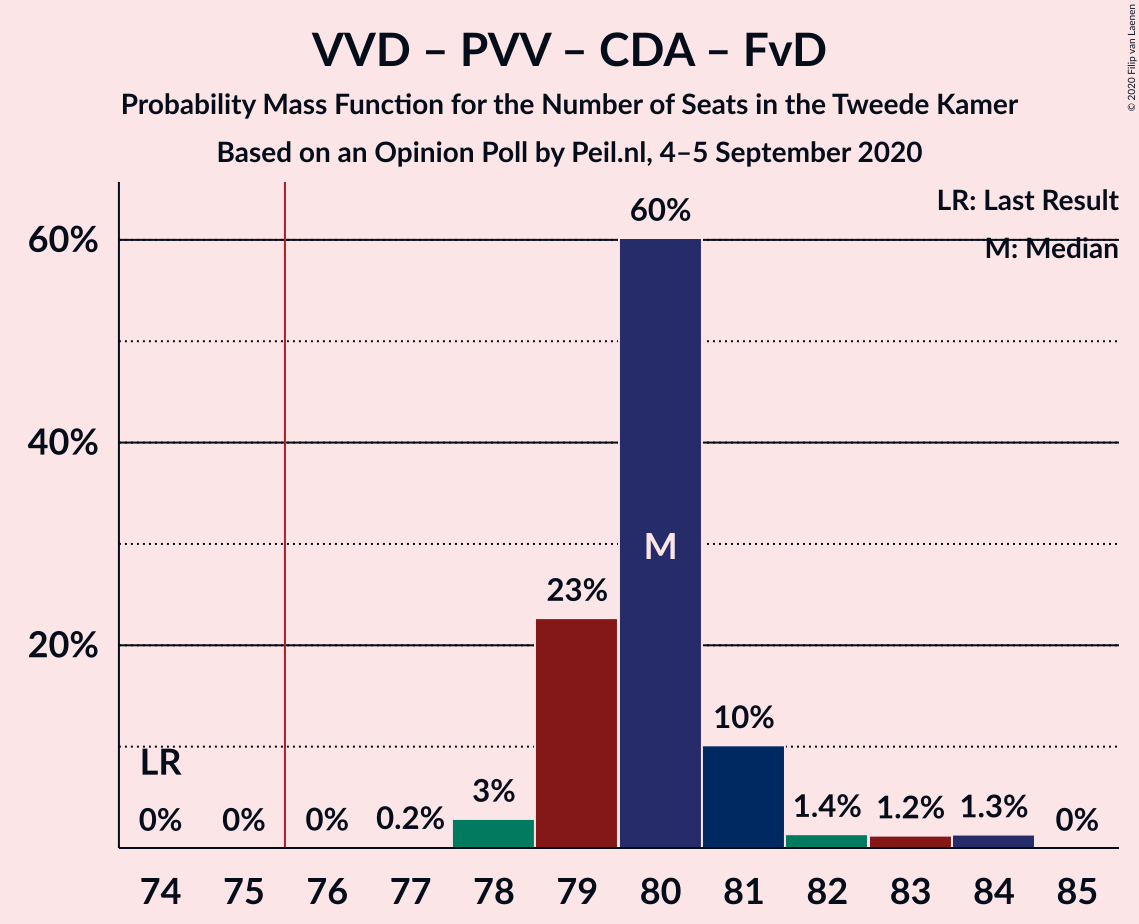 VVD – PVV – CDA – FvD
Probability Mass Function for the Number of Seats in the Tweede Kamer
Based on an Opinion Poll by Peil.nl, 4–5 September 2020
© 2020 Filip van Laenen
LR: Last Result
M: Median
60%
40%
20%
LR
0%
0%
0%
0.2%
3%
23%
60%
M
10%
1.4%
1.2%
1.3%
0%
74 75 76 77 78 79 80 81 82 83 84 85